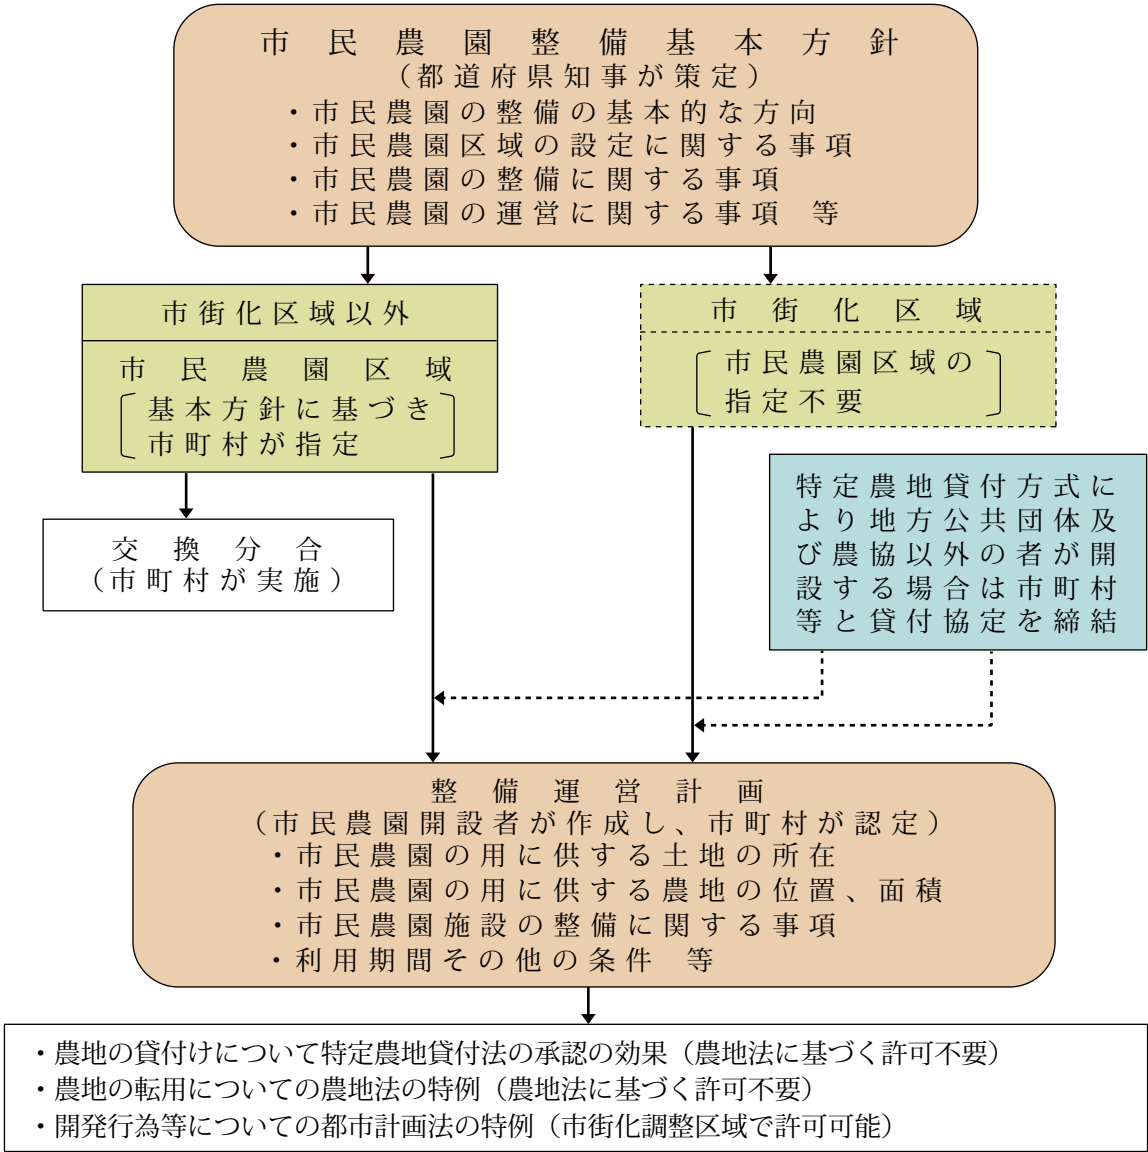 市民農園整備基本方針
（都道府県知事が策定）
・市民農園の整備の基本的な方向
・市民農園区域の設定に関する事項
・市民農園の整備に関する事項
・市民農園の運営に関する事項　等
市街化区域以外
市民農園区域
基本方針に基づき
市町村が指定
市街化区域
市民農園区域の
指定不要
交換分合
（市町村が実施）
特定農地貸付方式に
より地方公共団体及
び農協以外の者が開
設する場合は市町村
等と貸付協定を締結
整備運営計画
（市民農園開設者が作成し、市町村が認定）
・市民農園の用に供する土地の所在
・市民農園の用に供する農地の位置、面積
・市民農園施設の整備に関する事項
・利用期間その他の条件　等
・農地の貸付けについて特定農地貸付法の承認の効果（農地法に基づく許可不要）
・農地の転用についての農地法の特例（農地法に基づく許可不要）
・開発行為等についての都市計画法の特例（市街化調整区域で許可可能）